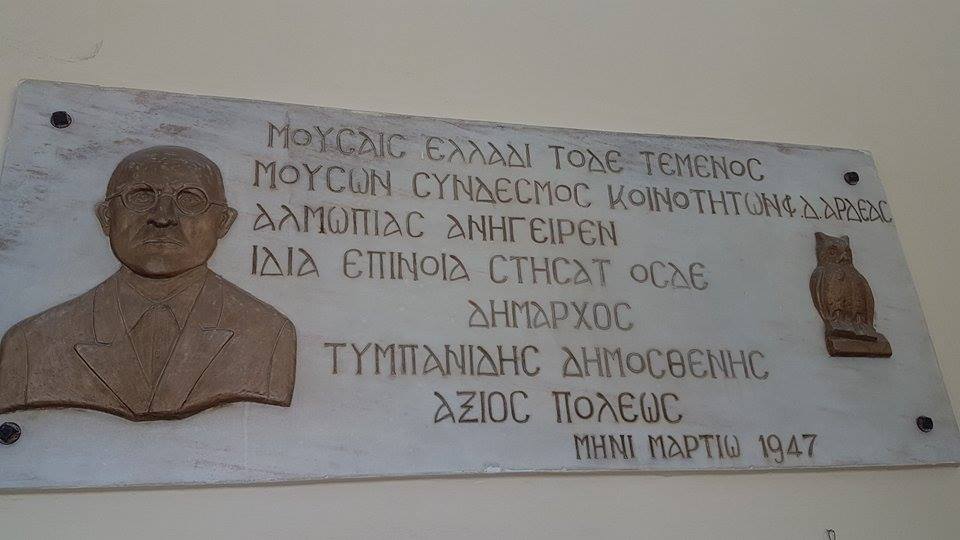 ΜΟΥϹΑΙϹ ΕΛΛΑΔΙ ΤΟΔΕ ΤΕΜΕΝΟϹ
ΜΟΥϹΩΝ ϹΥΝΔΕϹΜΟϹ ΚΟΙΝΟΤΗΤΩΝ & Δ. ΑΡΔΕΑϹ
ΑΛΜΩΠΙΑϹ ΑΝΗΓΕΙΡΕΝ
ΙΔΙΑ ΕΠΙΝΟΙΑ ϹΤΗϹΑΤ ΟϹΔΕ
ΔΗΜΑΡΧΟϹ
ΤΥΜΠΑΝΙΔΗϹ ΔΗΜΟϹΘΕΝΗϹ
ΑΞΙΟϹ ΠΟΛΕΩϹ
ΜΗΝΙ ΜΑΡΤΙΩ 1947